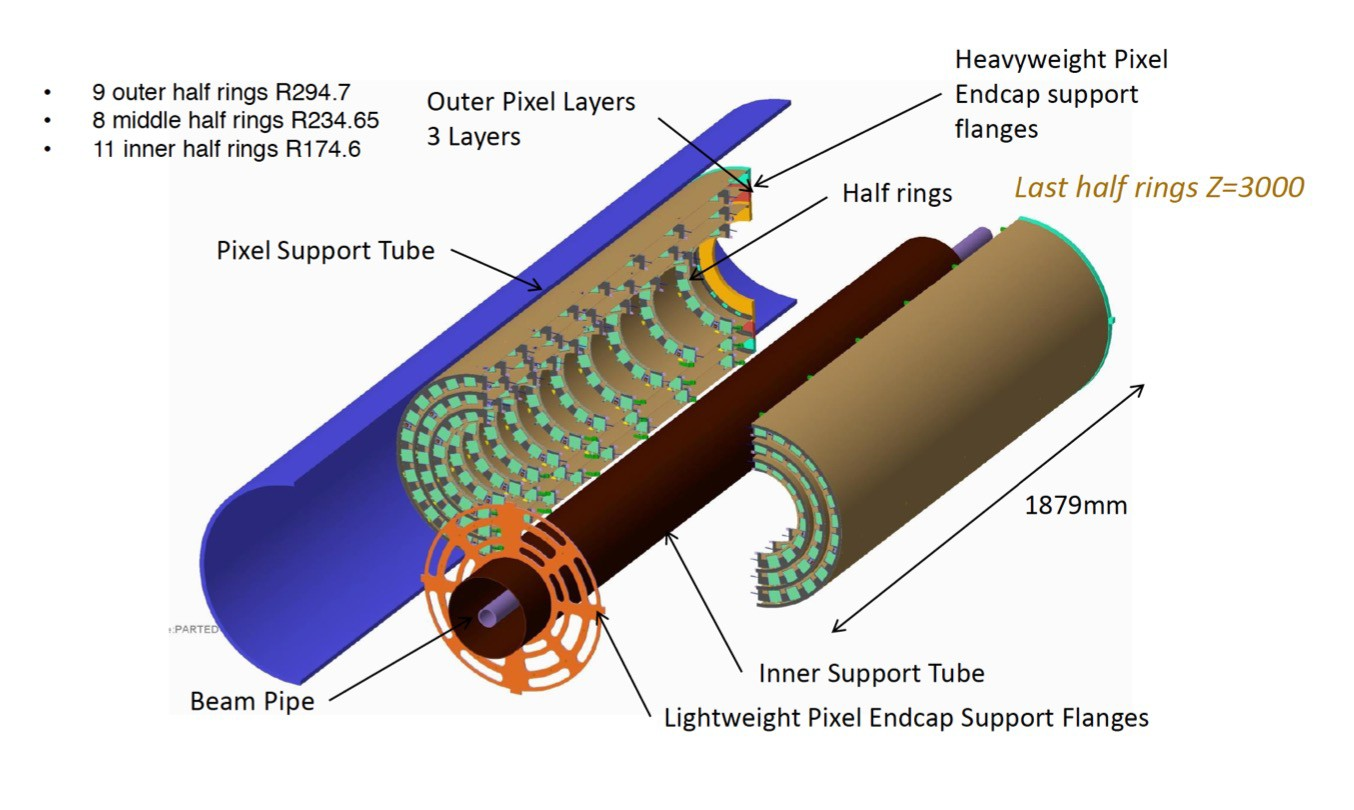 • 9 outer half rings R294.7
• 8 middle half rings R234.65
• 11 inner half rings R174.6
Outer Pixel Layers
3 Layers
Heavyweight Pixel
Endcap support
flanges
Half rings
Last half rings Z=3000
Pixel Support Tube
1879mm
:PARTED
Inner Support Tube
Beam Pipe
Lightweight Pixel Endcap Support Flanges